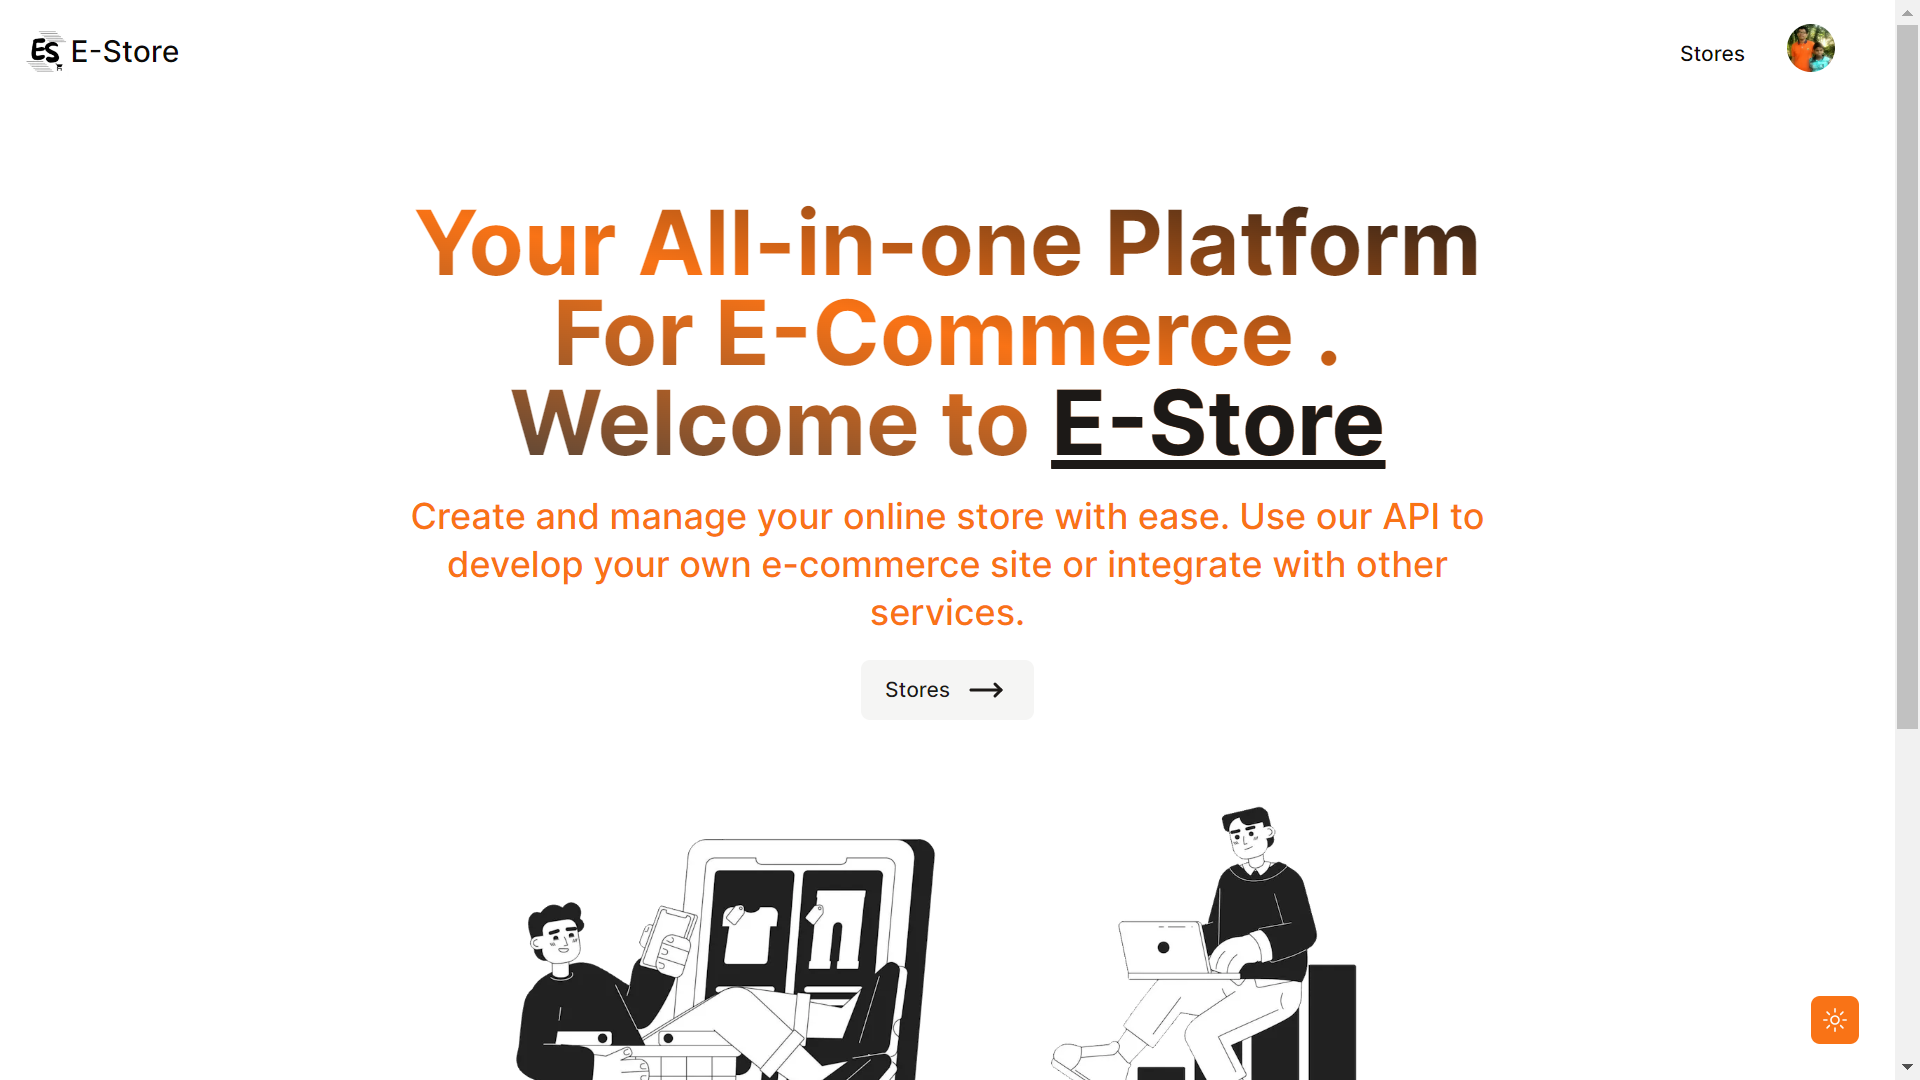 ES E-Store
Stores
Your All-in-one Platform
For E-Commerce .
Welcome to E-Store
Create and manage your online store with ease. Use our API to
develop your own e-commerce site or integrate with other
services.
Stores